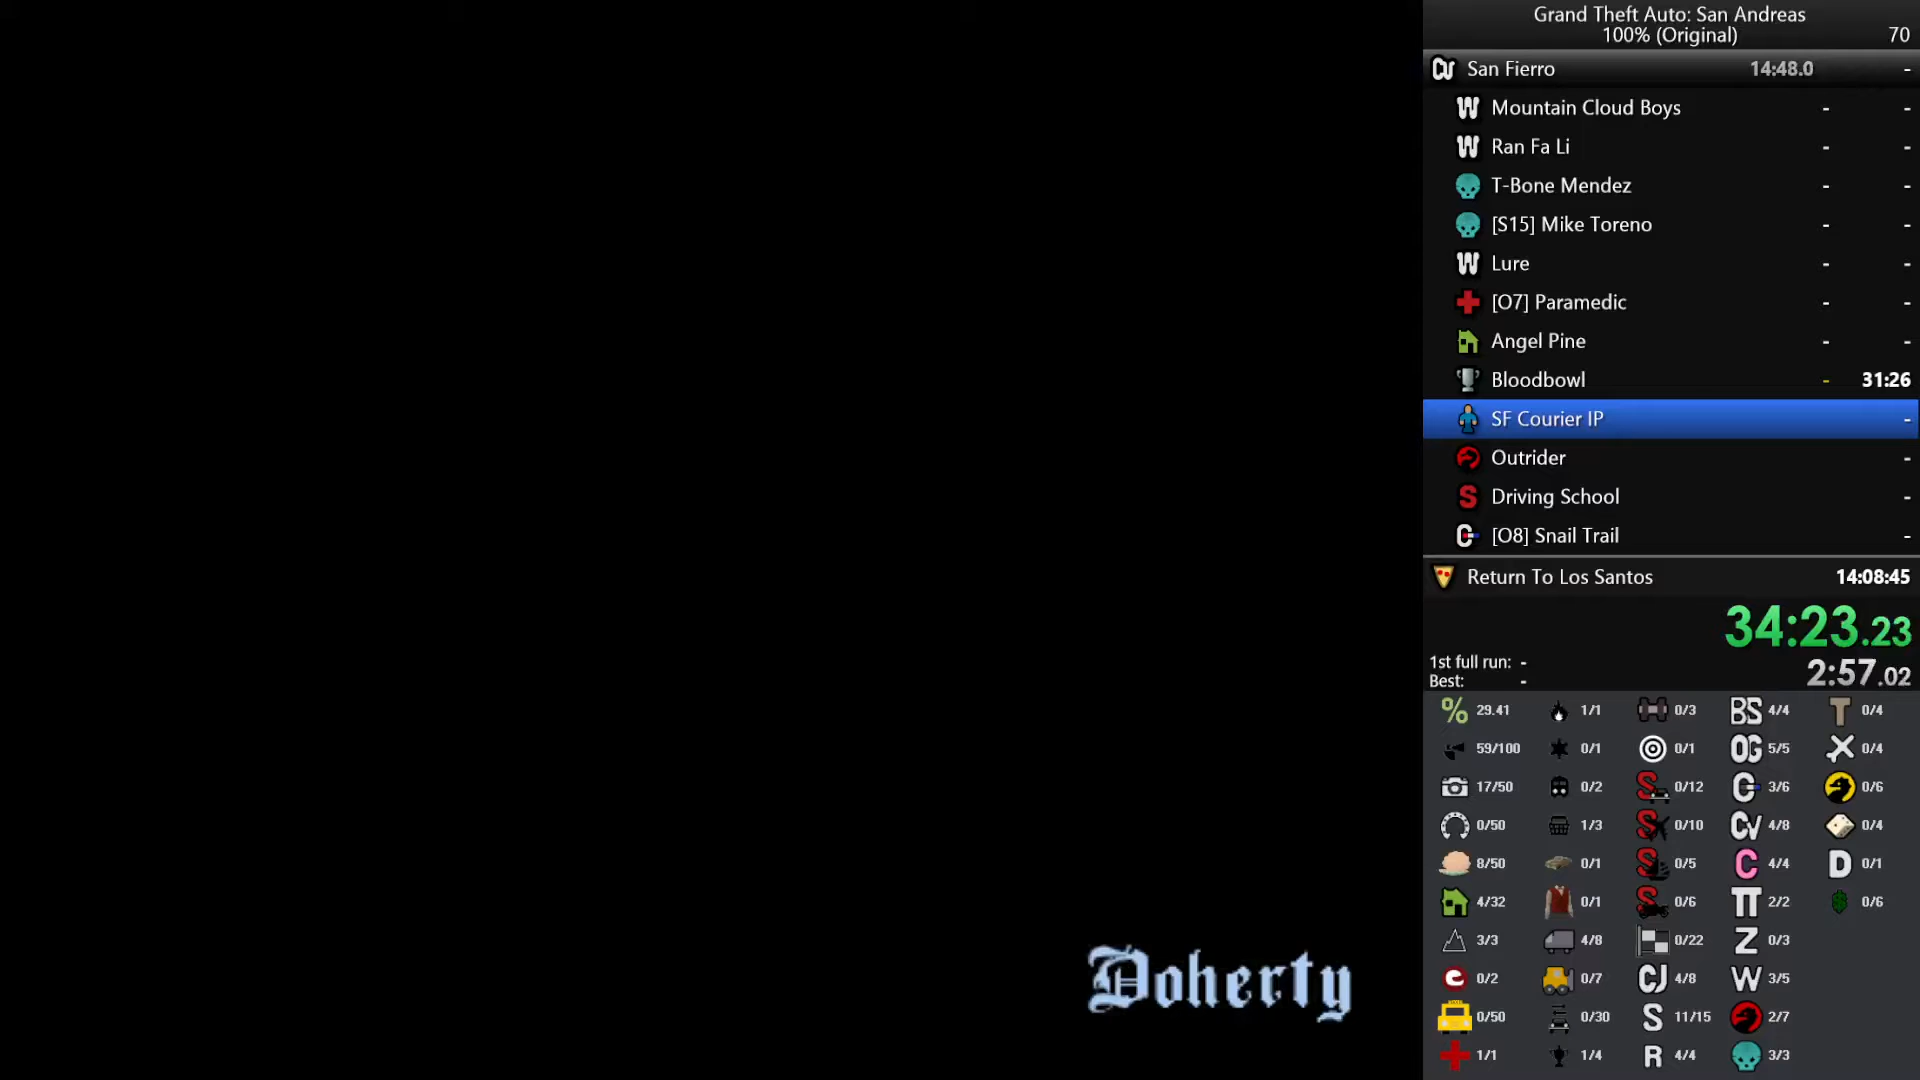 Grand Theft Auto: San Andreas
100% (Original) 70
San Fierro 14:48.0 -
Mountain Cloud Boys - -
Ran Fa Li - -
T-Bone Mendez - -
[S15] Mike Toreno - -
Lure - -
[O7] Paramedic - -
Angel Pine - -
Bloodbowl - 31:26
SF Courier IP -
Outrider -
Driving School -
[O8] Snail Trail -
Return To Los Santos 14:08:45
34:23.23
1st full run: - 2:57.02
Best: -
% 29.41 1/1 0/3 BS 4/4 T 0/4
59/100 0/1 0/1 OG 5/5 0/4
17/50 0/2 S 0/12 C 3/6 0/6
0/50 1/3 S 0/10 CV 4/8 0/4
8/50 0/1 S 0/5 C 4/4 D 0/1
4/32 0/1 S 0/6 2/2 0/6
3/3 4/8 0/22 Z 0/3
e 0/2 0/7 CJ 4/8 W 3/5
0/50 0/30 S 11/15 2/7
1/1 1/4 R 4/4 3/3
Doherty